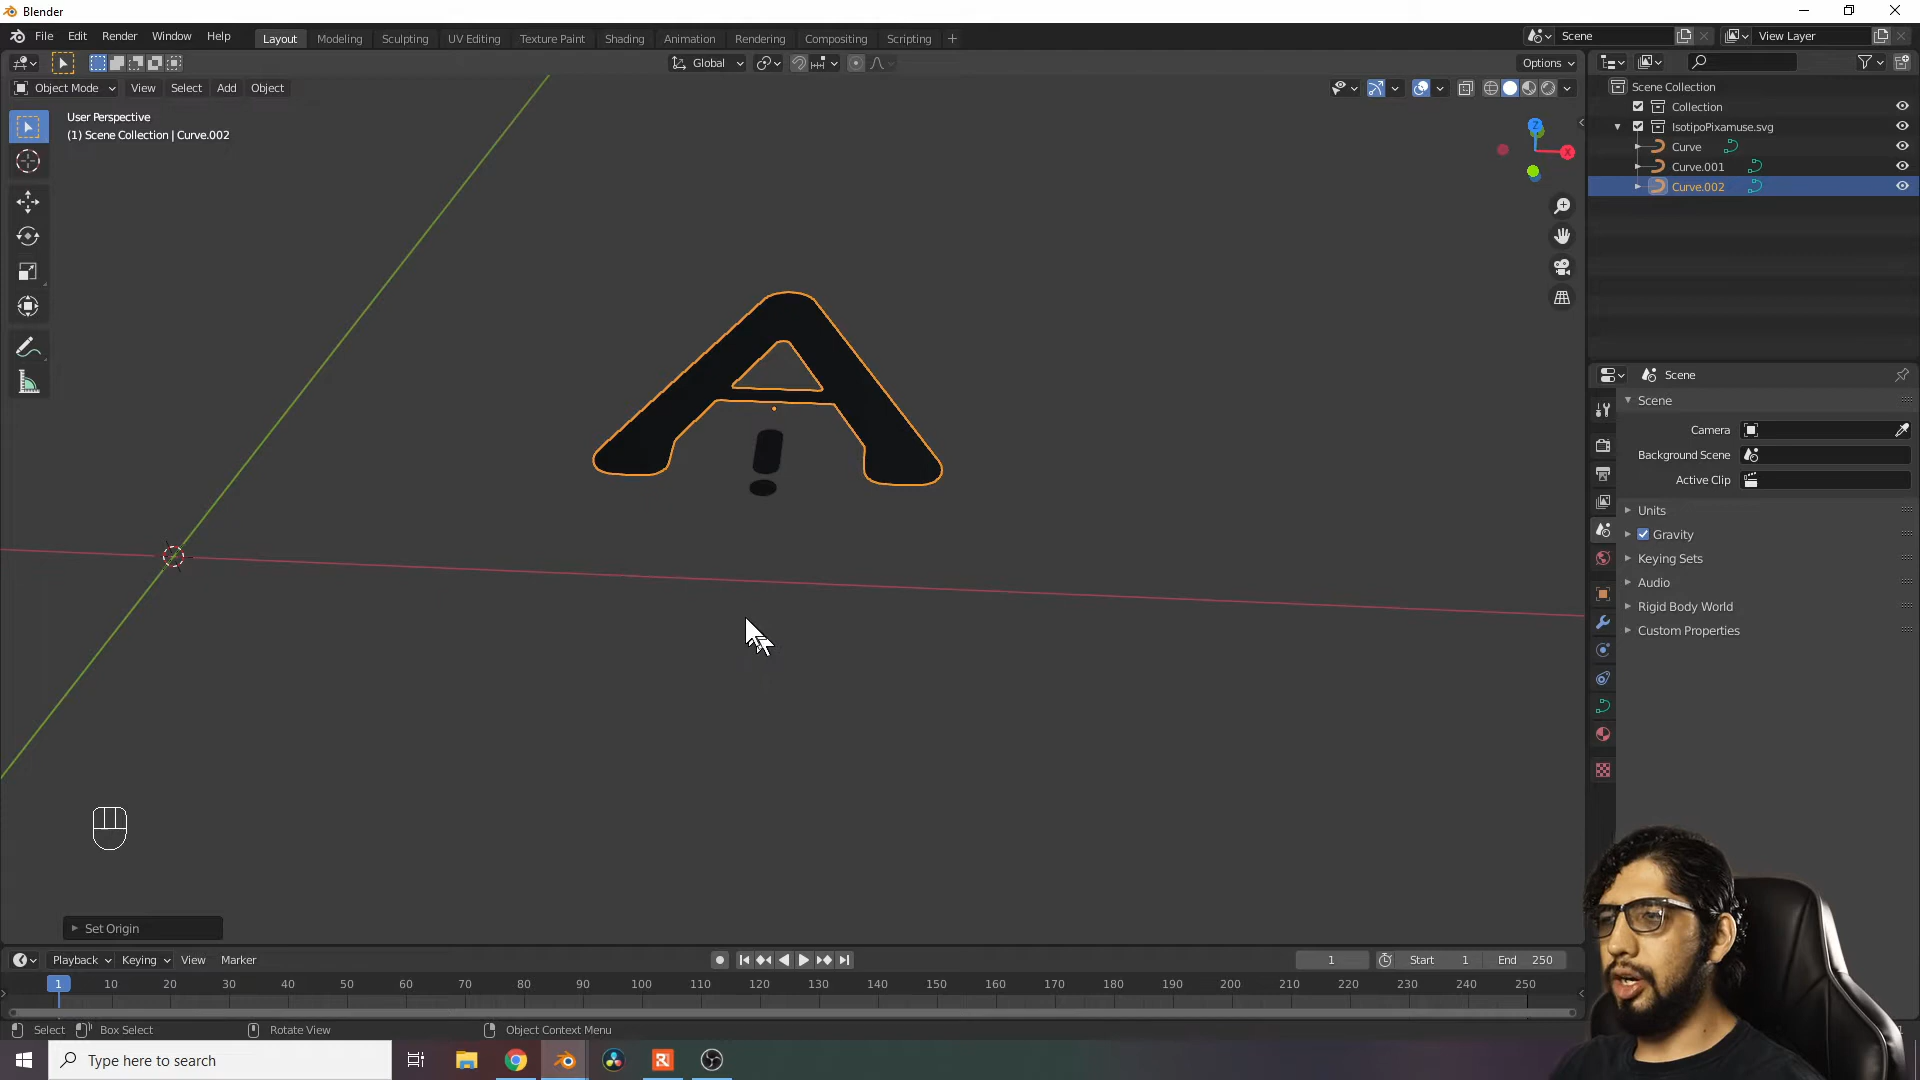 Blender
File Edit Render Window Help
Layout Modeling Sculpting UV Editing Texture Paint Shading Animation Rendering Compositing Scripting +
Scene
View Layer
Global
Options
Object Mode View Select Add Object
User Perspective
(1) Scene Collection | Curve.002
Z
X
Scene Collection
Collection
IsotipoPixamuse.svg
Curve
Curve.001
Curve.002
Scene
Scene
Camera
Background Scene
Active Clip
Units
Gravity
Keying Sets
Audio
Rigid Body World
Custom Properties
A
Set Origin
Playback Keying View Marker
1 Start 1 End 250
1 10 20 30 40 50 60 70 80 90 100 110 120 130 140 150 160 170 180 190 200 210 220 230 240 250
Select Box Select Rotate View Object Context Menu
Type here to search